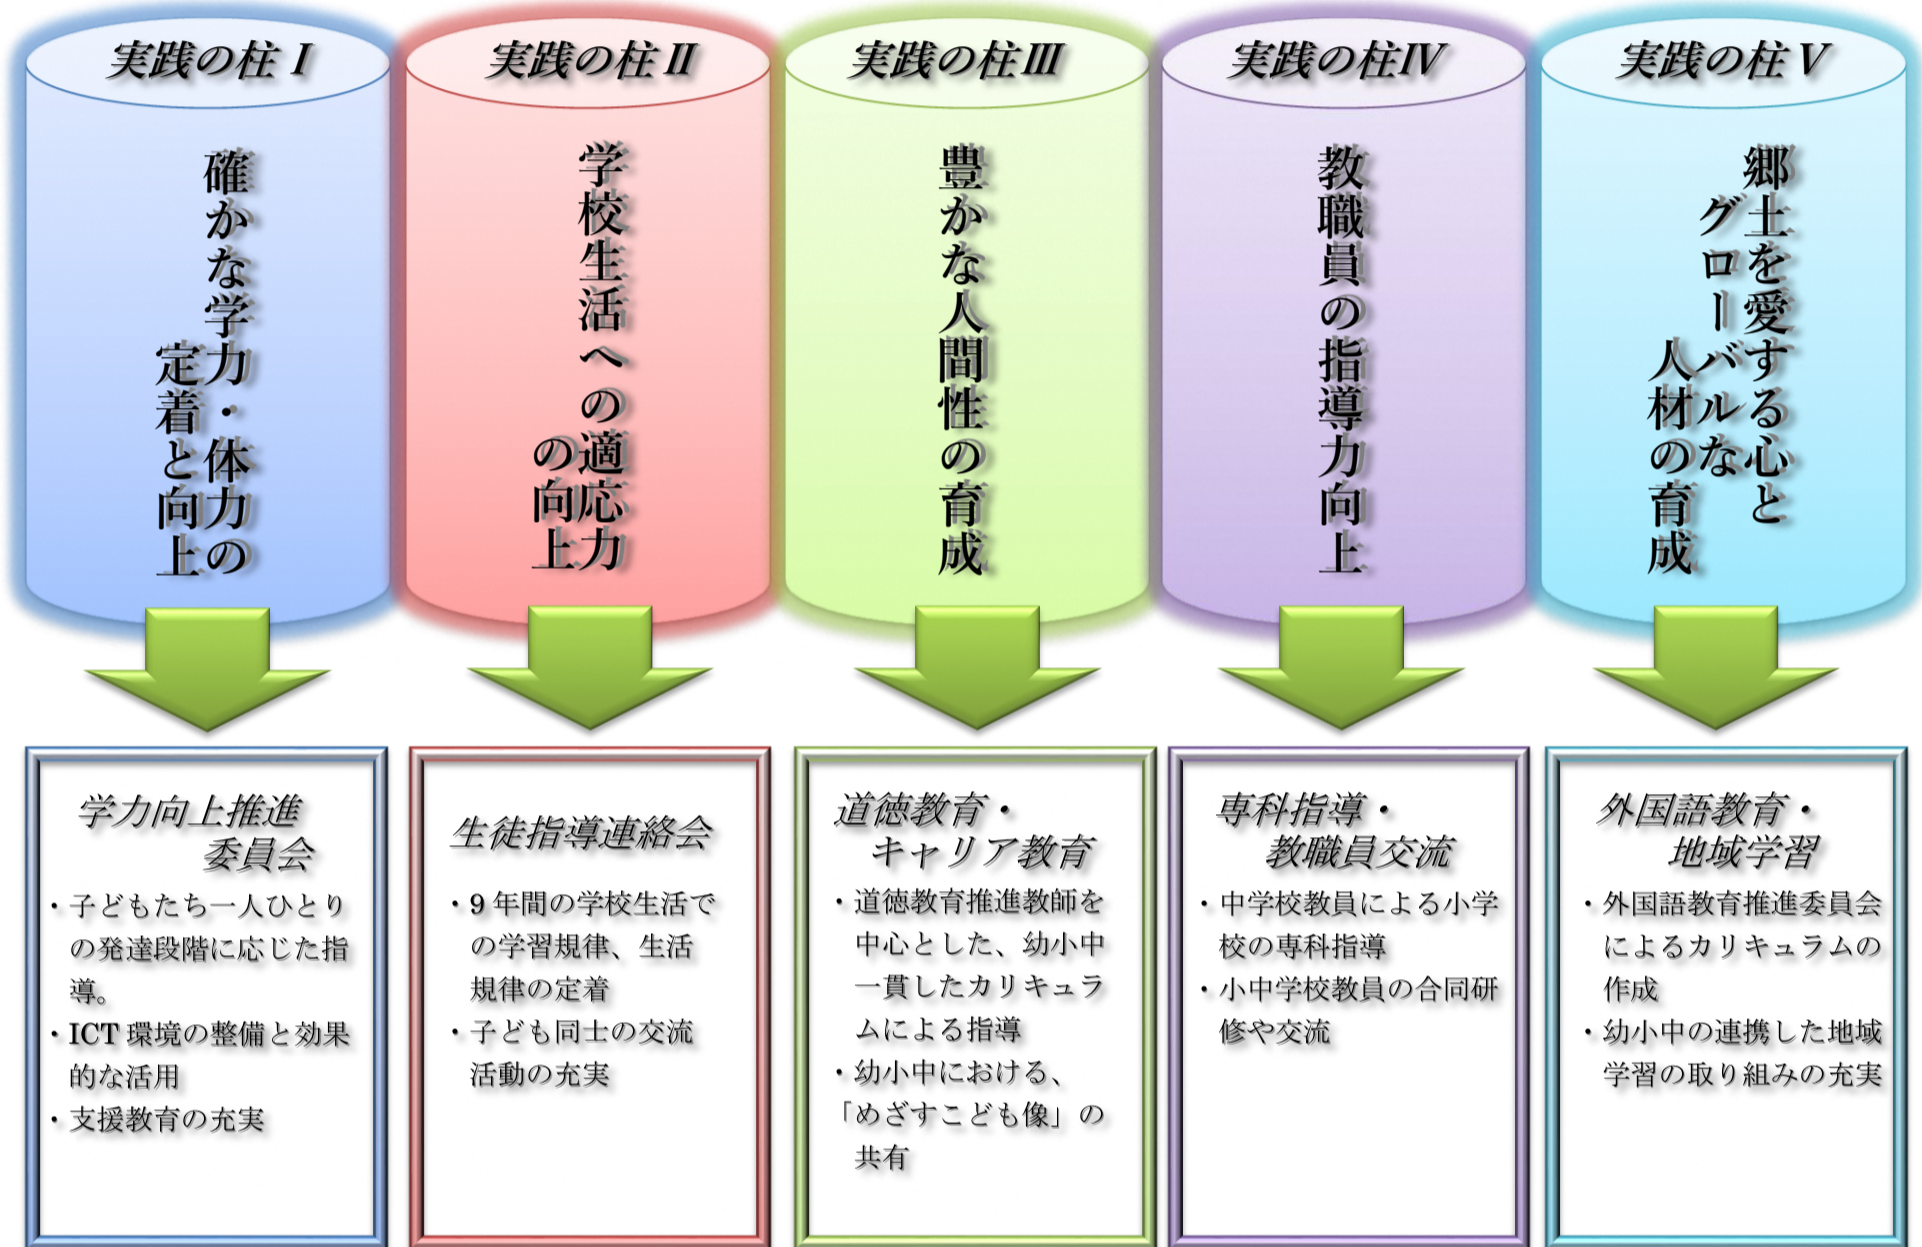 実践の柱Ⅰ
確かな学力・体力の
定着と向上
学力向上推進
委員会
・子どもたち一人ひとり
の発達段階に応じた指
導。
・ICT 環境の整備と効果
的な活用
・支援教育の充実
実践の柱Ⅱ
学校生活への適応力
の向上
生徒指導連絡会
・9 年間の学校生活で
の学習規律、生活
規律の定着
・子ども同士の交流
活動の充実
実践の柱Ⅲ
豊かな人間性の育成
道徳教育・
キャリア教育
・道徳教育推進教師を
中心とした、幼小中
一貫したカリキュラ
ムによる指導
・幼小中における、
「めざすこども像」の
共有
実践の柱Ⅳ
教職員の指導力向上
専科指導・
教職員交流
・中学校教員による小学
校の専科指導
・小中学校教員の合同研
修や交流
実践の柱Ⅴ
郷土を愛する心と
グローバルな
人材の育成
外国語教育・
地域学習
・外国語教育推進委員会
によるカリキュラムの
作成
・幼小中の連携した地域
学習の取り組みの充実